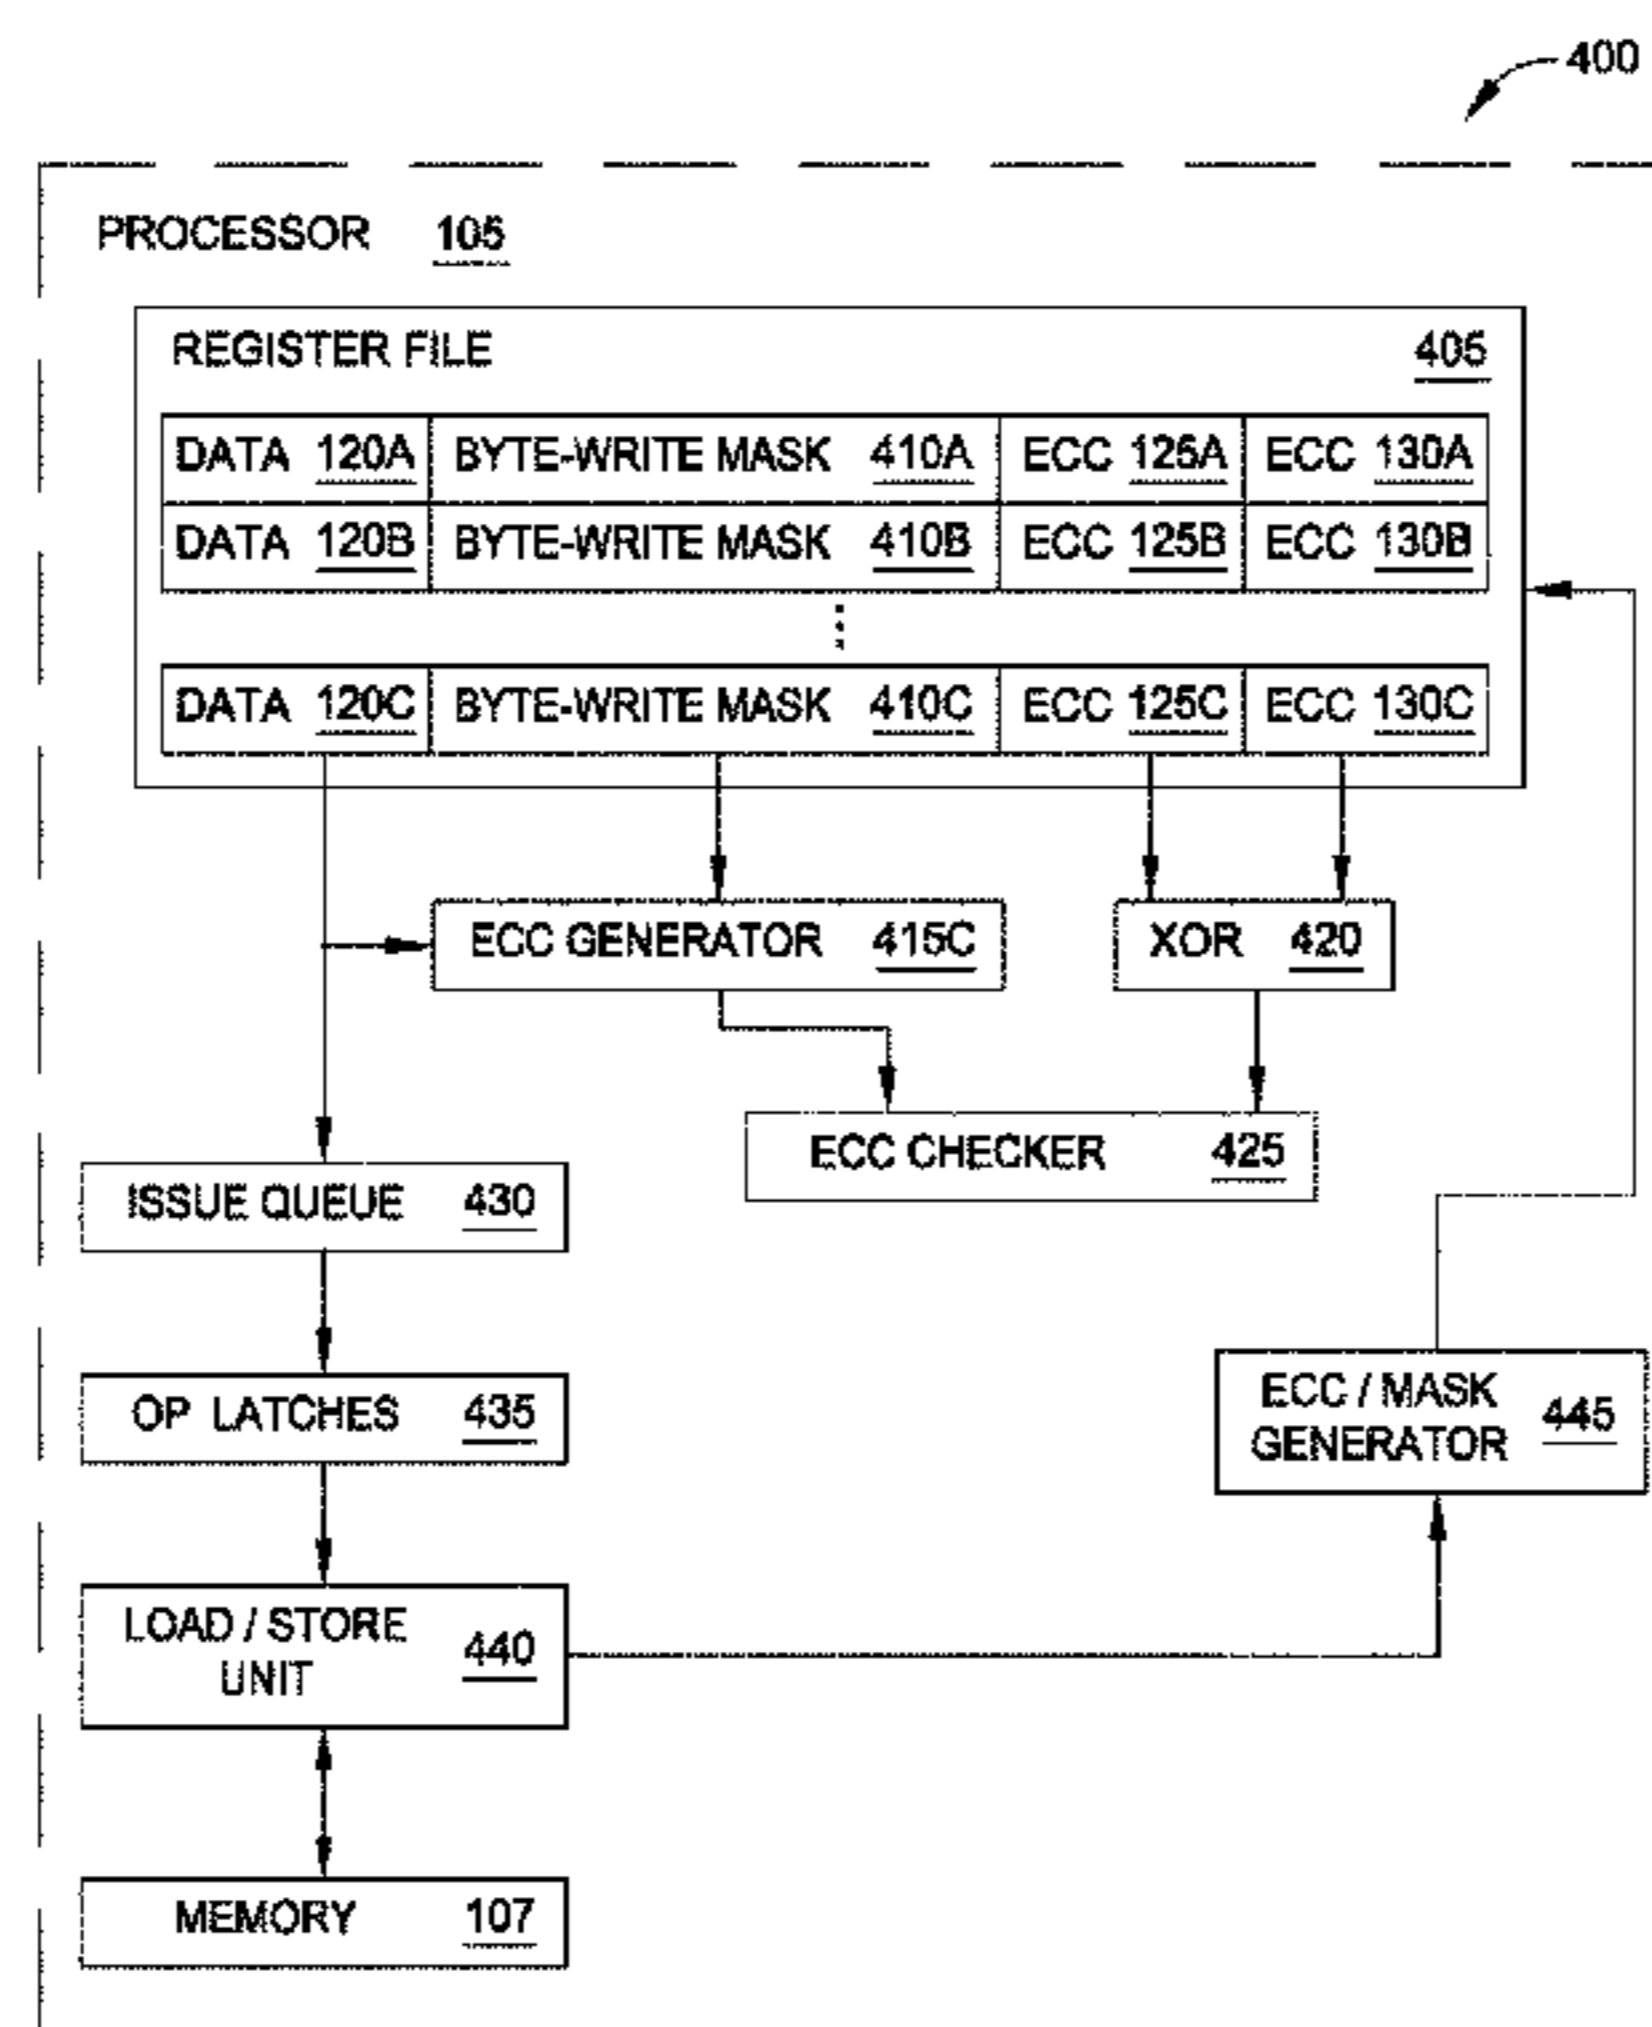 400
PROCESSOR 105
REGISTER FILE 405
DATA 120A BYTE-WRITE MASK 410A ECC 125A ECC 130A
DATA 120B BYTE-WRITE MASK 410B ECC 125B ECC 130B
DATA 120C BYTE-WRITE MASK 410C ECC 125C ECC 130C
ECC GENERATOR 415C XOR 420
ECC CHECKER 425
ISSUE QUEUE 430
OP LATCHES 435
ECC / MASK
GENERATOR 445
LOAD / STORE
UNIT 440
MEMORY 107